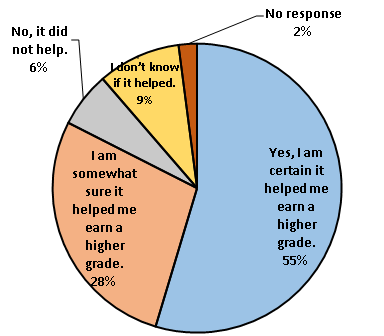 No response
2%
No, it did
not help.
6%
I don't know
if it helped.
9%
Yes, I am
certain it
helped me
earn a
higher
grade.
55%
I am
somewhat
sure it
helped me
earn a
higher
grade.
28%